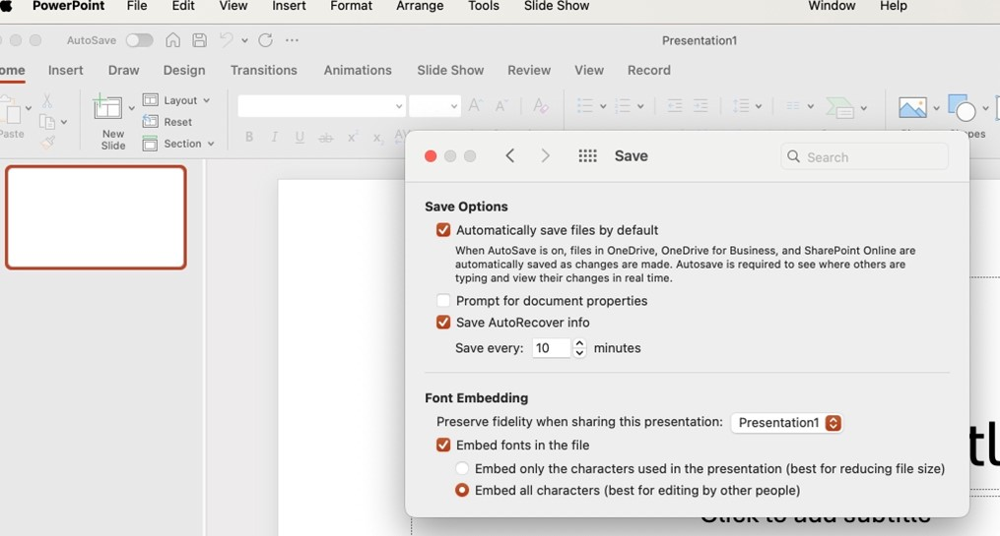 PowerPoint File Edit View Insert Format Arrange Tools Slide Show Window Help
AutoSave Presentation1
ome Insert Draw Design Transitions Animations Slide Show Review View Record
Paste New Slide Layout Reset Section
B I U ab x² x₂ AV
Save Search
Save Options
Automatically save files by default
When AutoSave is on, files in OneDrive, OneDrive for Business, and SharePoint Online are
automatically saved as changes are made. Autosave is required to see where others are
typing and view their changes in real time.
Prompt for document properties
Save AutoRecover info
Save every: 10 minutes
Font Embedding
Preserve fidelity when sharing this presentation: Presentation1
Embed fonts in the file
Embed only the characters used in the presentation (best for reducing file size)
Embed all characters (best for editing by other people)
Click to add subtitle